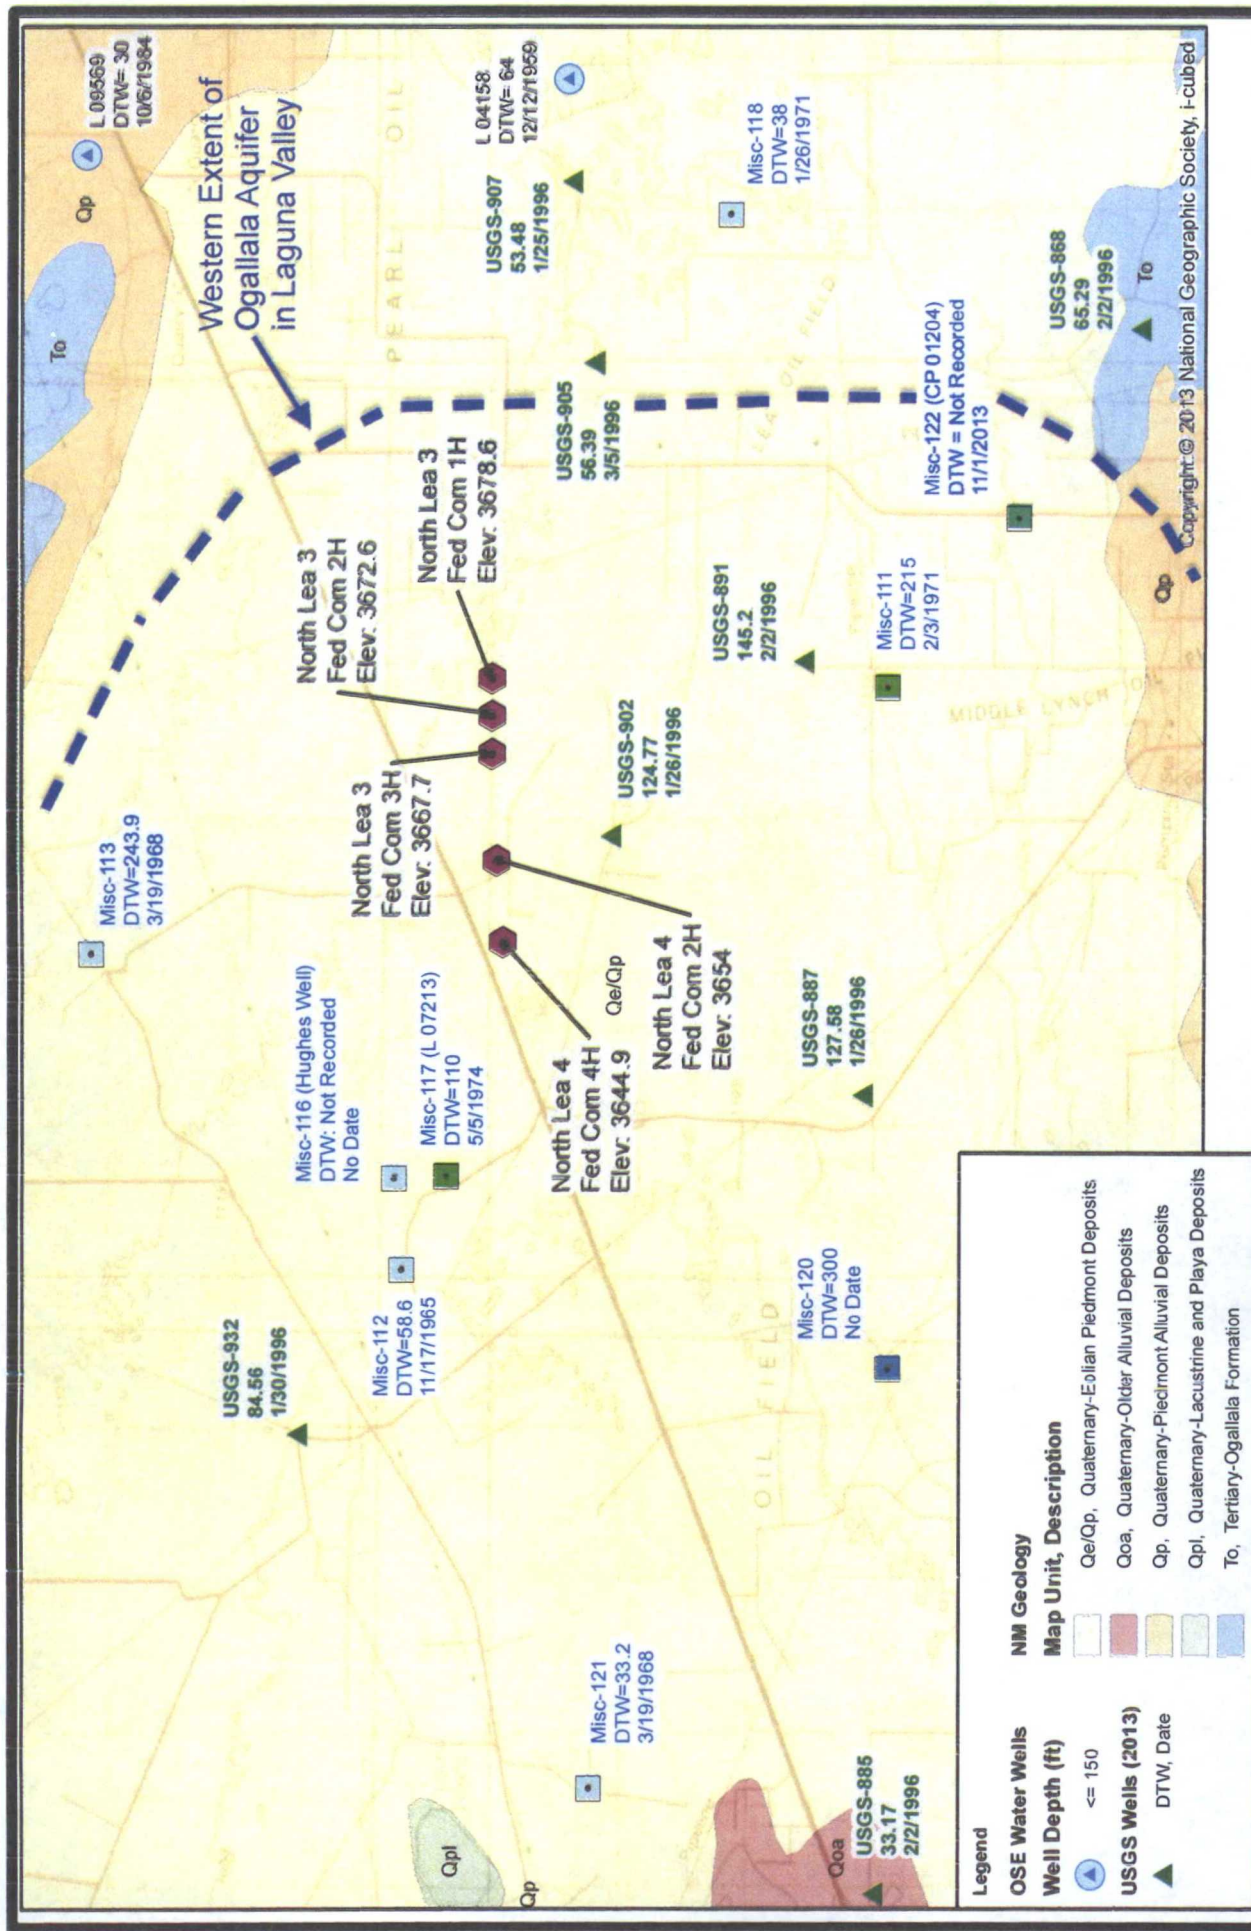 L 09569
DTW= 30
10/6/1984
Qp
To
Western Extent of
Ogallala Aquifer
in Laguna Valley
Misc-113
DTW=243.9
3/19/1968
PEARL OIL
L 04158
DTW= 64
12/12/1959
USGS-907
53.48
1/25/1996
Misc-118
DTW=38
1/26/1971
USGS-905
56.39
3/5/1996
LEA OIL FIELD
North Lea 3
Fed Com 1H
Elev: 3678.6
North Lea 3
Fed Com 2H
Elev: 3672.6
North Lea 3
Fed Com 3H
Elev: 3667.7
North Lea 4
Fed Com 2H
Elev: 3654
North Lea 4
Fed Com 4H
Elev: 3644.9
Qe/Qp
Misc-116 (Hughes Well)
DTW: Not Recorded
No Date
Misc-117 (L 07213)
DTW=110
5/5/1974
Misc-112
DTW=58.6
11/17/1965
USGS-932
84.56
1/30/1996
USGS-902
124.77
1/26/1996
USGS-891
145.2
2/2/1996
Misc-111
DTW=215
2/3/1971
Misc-122 (CP 01204)
DTW = Not Recorded
11/1/2013
USGS-868
65.29
2/2/1996
To
Qp
MIDDLE LYNCH OIL
USGS-887
127.58
1/26/1996
Misc-120
DTW=300
No Date
OIL FIELD
Misc-121
DTW=33.2
3/19/1968
Qpl
Qp
Qoa
USGS-885
33.17
2/2/1996
Copyright:© 2013 National Geographic Society, i-cubed
Legend
OSE Water Wells
Well Depth (ft)
<= 150
USGS Wells (2013)
DTW, Date
NM Geology
Map Unit, Description
Qe/Qp, Quaternary-Eolian Piedmont Deposits
Qoa, Quaternary-Older Alluvial Deposits
Qp, Quaternary-Piedmont Alluvial Deposits
Qpl, Quaternary-Lacustrine and Playa Deposits
To, Tertiary-Ogallala Formation